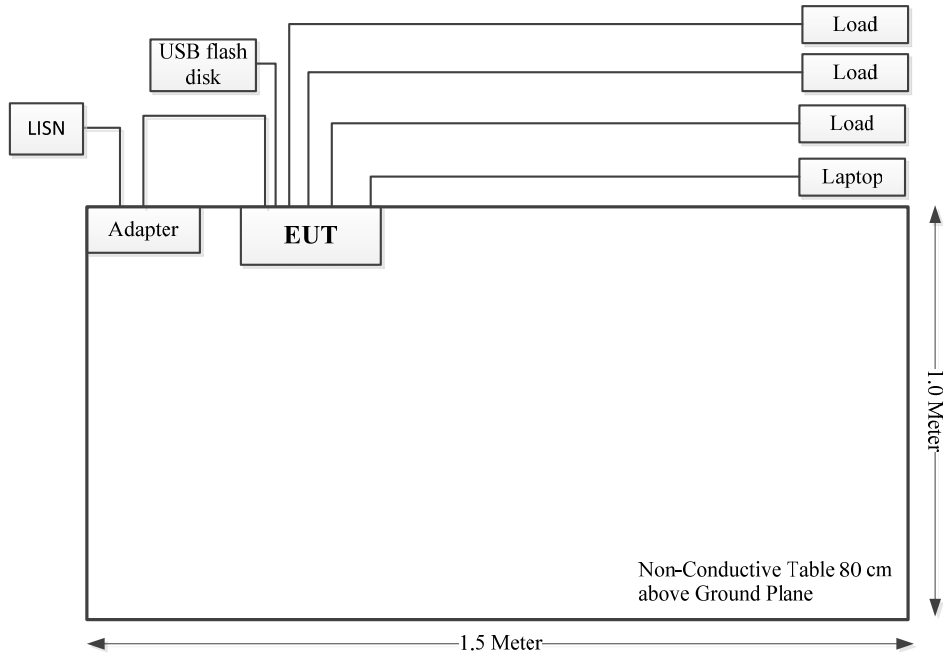 Load
USB flash
disk
Load
LISN
Load
Laptop
Adapter
EUT
1.0 Meter
Non-Conductive Table 80 cm
above Ground Plane
1.5 Meter